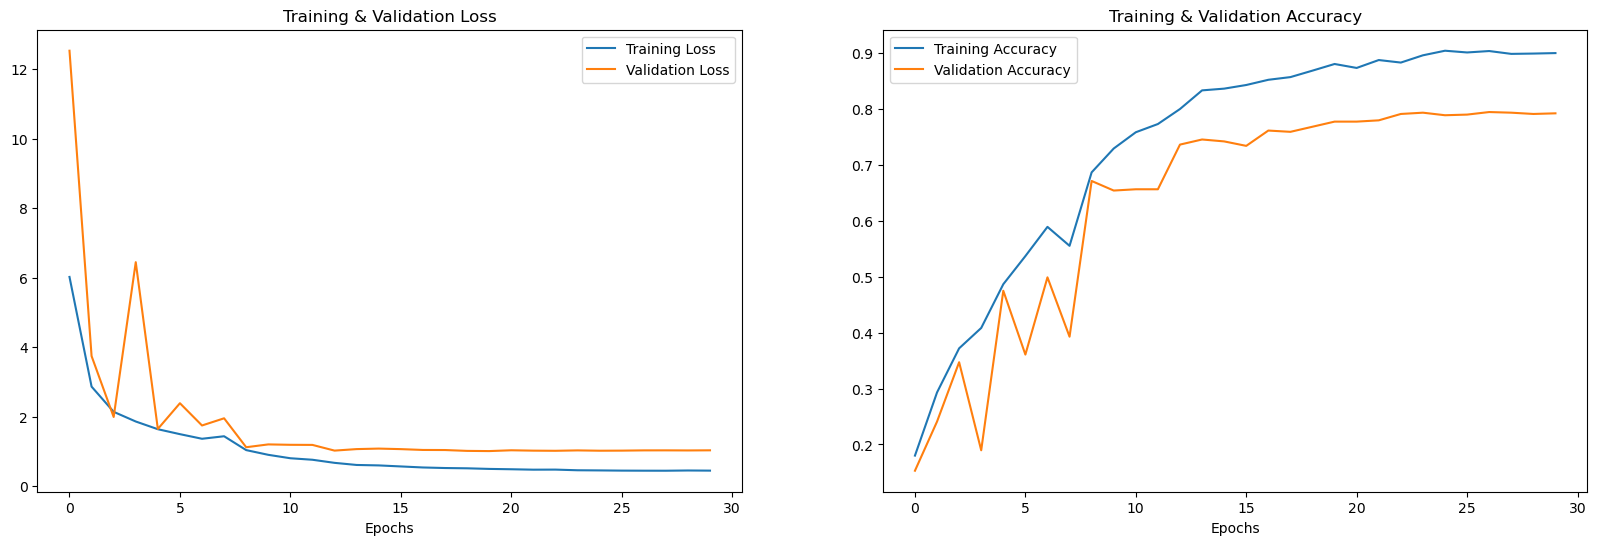 Training & Validation Loss
12
10
8
6
4
2
0
0 5 10 15 20 25 30
Epochs
Training Loss
Validation Loss
Training & Validation Accuracy
0.9
0.8
0.7
0.6
0.5
0.4
0.3
0.2
0 5 10 15 20 25 30
Epochs
Training Accuracy
Validation Accuracy